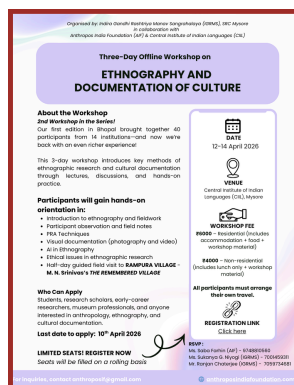 Organised by: Indira Gandhi Rashtriya Manav Sangrahalaya (IGRMS), SRC Mysore
in collaboration with
Anthropos India Foundation (AIF) & Central Institute of Indian Languages (CIIL)
Three-Day Offline Workshop on
ETHNOGRAPHY AND
DOCUMENTATION OF CULTURE
About the Workshop
2nd Workshop in the Series!
Our first edition in Bhopal brought together 40
participants from 14 institutions—and now we're
back with an even richer experience!
This 3-day workshop introduces key methods of
ethnographic research and cultural documentation
through lectures, discussions, and hands-on
practice.
Participants will gain hands-on
orientation in:
• Introduction to ethnography and fieldwork
• Participant observation and field notes
• PRA Techniques
• Visual documentation (photography and video)
• AI in Ethnography
• Ethical issues in ethnographic research
• Half-day guided field visit to RAMPURA VILLAGE -
M. N. Srinivas's THE REMEMBERED VILLAGE
Who Can Apply
Students, research scholars, early-career
researchers, museum professionals, and anyone
interested in anthropology, ethnography, and
cultural documentation.
Last date to apply: 10th April 2026
LIMITED SEATS! REGISTER NOW
Seats will be filled on a rolling basis
DATE
12-14 April 2026
VENUE
Central Institute of Indian
Languages (CIIL), Mysore
WORKSHOP FEE
₹6000 – Residential (includes
accommodation + food +
workshop material)
₹4000 – Non-residential
(includes lunch only + workshop
material)
All participants must arrange
their own travel.
REGISTRATION LINK
Click here
RSVP:
Ms. Saba Farhin (AIF) -
Ms. Sukanya G. Niyogi (IGRMS) -
Mr. Ranjan Chatarjee (IGRMS) -
inquiries, contact anthroposif@gmail.com